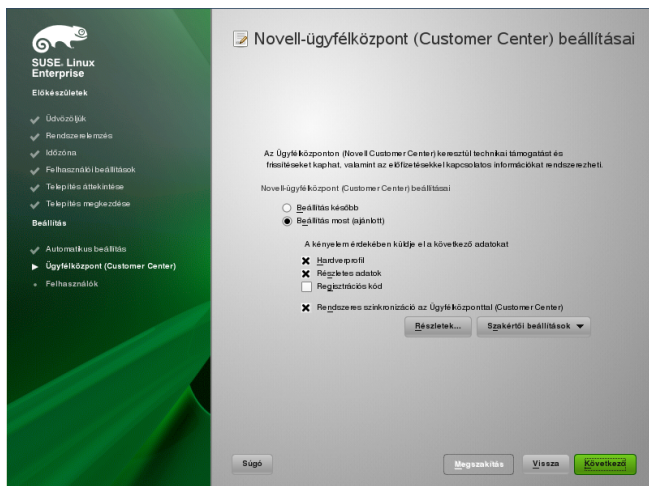 SUSE. Linux
Enterprise
Előkészületek
Üdvözöljük
Rendszerelemzés
Időzóna
Felhasználói beállítások
Telepítés áttekintése
Telepítés megkezdése
Beállítás
Automatikus beállítás
Ügyfélközpont (Customer Center)
Felhasználók
Novell-ügyfélközpont (Customer Center) beállításai
Az Ügyfélközponton (Novell Customer Center) keresztül technikai támogatást és
frissítéseket kaphat, valamint az előfizetésekkel kapcsolatos információkat rendszerezheti.
Novell-ügyfélközpont (Customer Center) beállításai
Beállítás később
Beállítás most (ajánlott)
A kényelem érdekében küldje el a következő adatokat
Hardverprofil
Részletes adatok
Regisztrációs kód
Rendszeres szinkronizáció az Ügyfélközponttal (Customer Center)
Részletek...
Szakértői beállítások
Súgó
Megszakítás
Vissza
Következő